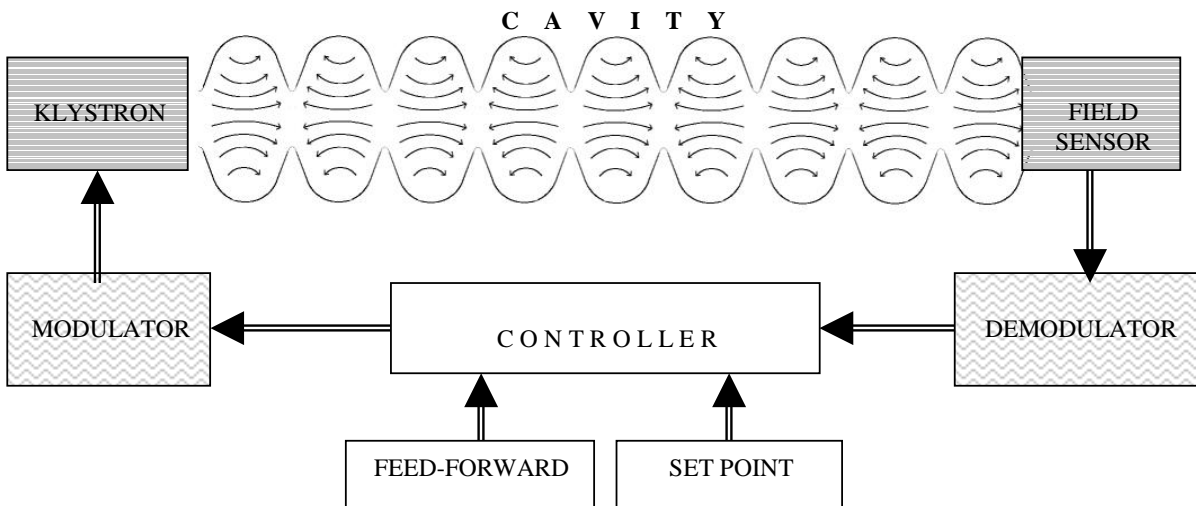 C A V I T Y
KLYSTRON
FIELD
SENSOR
MODULATOR
C O N T R O L L E R
DEMODULATOR
FEED-FORWARD
SET POINT